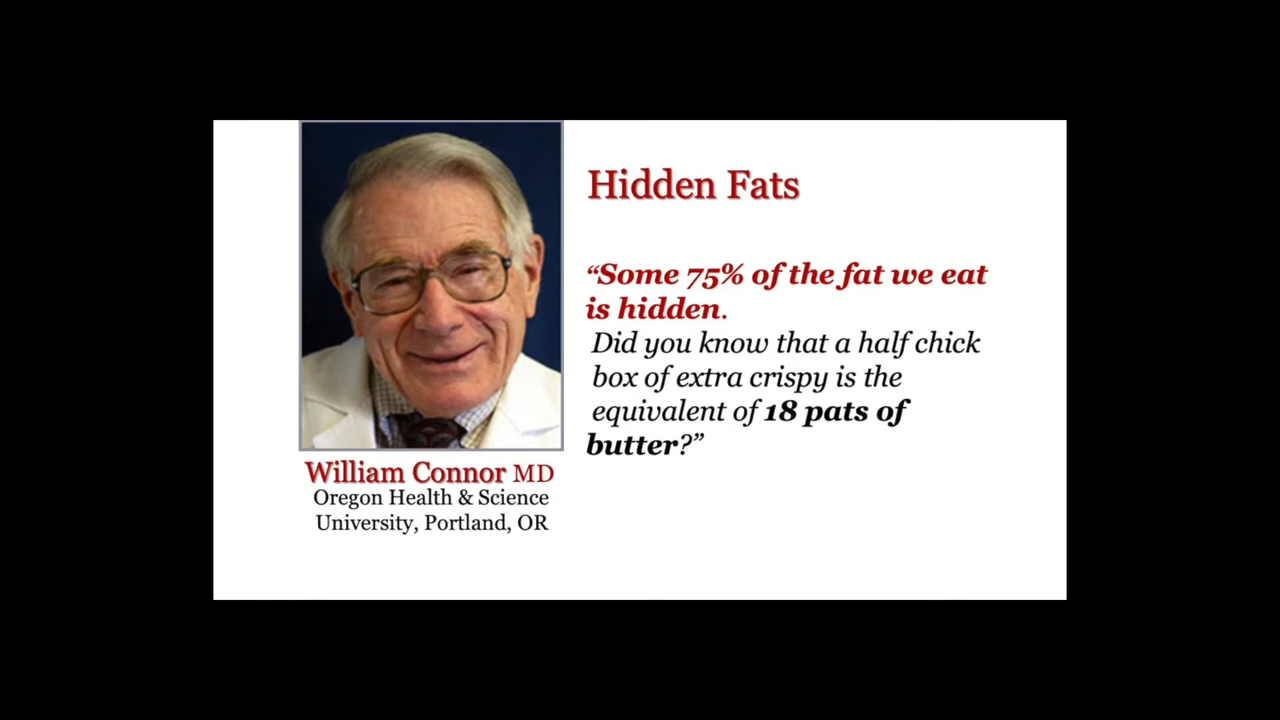 Hidden Fats
“Some 75% of the fat we eat
is hidden.
Did you know that a half chick
box of extra crispy is the
equivalent of 18 pats of
butter?”
William Connor MD
Oregon Health & Science
University, Portland, OR